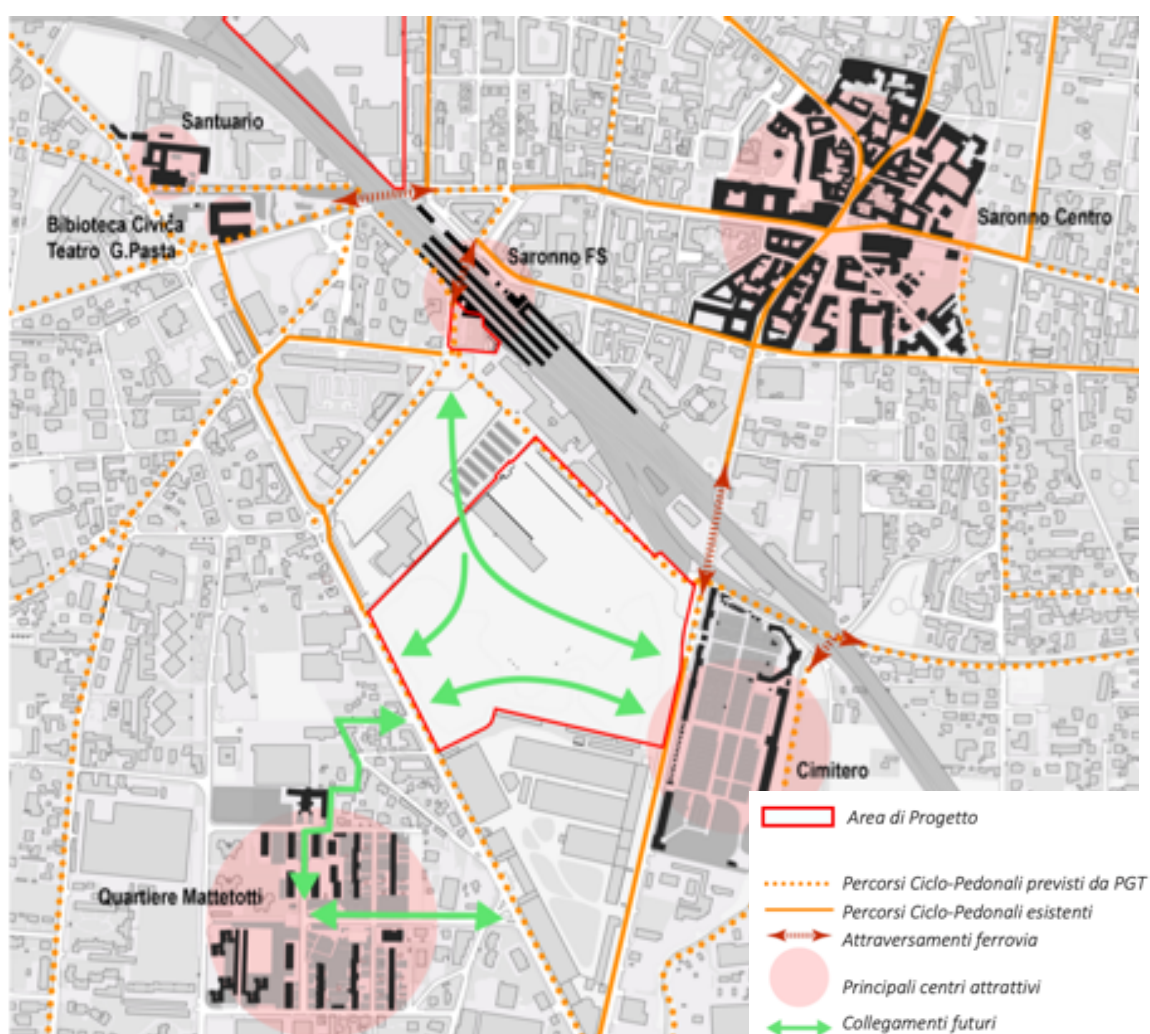 Santuario
Bibioteca Civica
Teatro G.Pasta
Saronno FS
Saronno Centro
Cimitero
Quartiere Mattetotti
Area di Progetto
Percorsi Ciclo-Pedonali previsti da PGT
Percorsi Ciclo-Pedonali esistenti
Attraversamenti ferrovia
Principali centri attrattivi
Collegamenti futuri